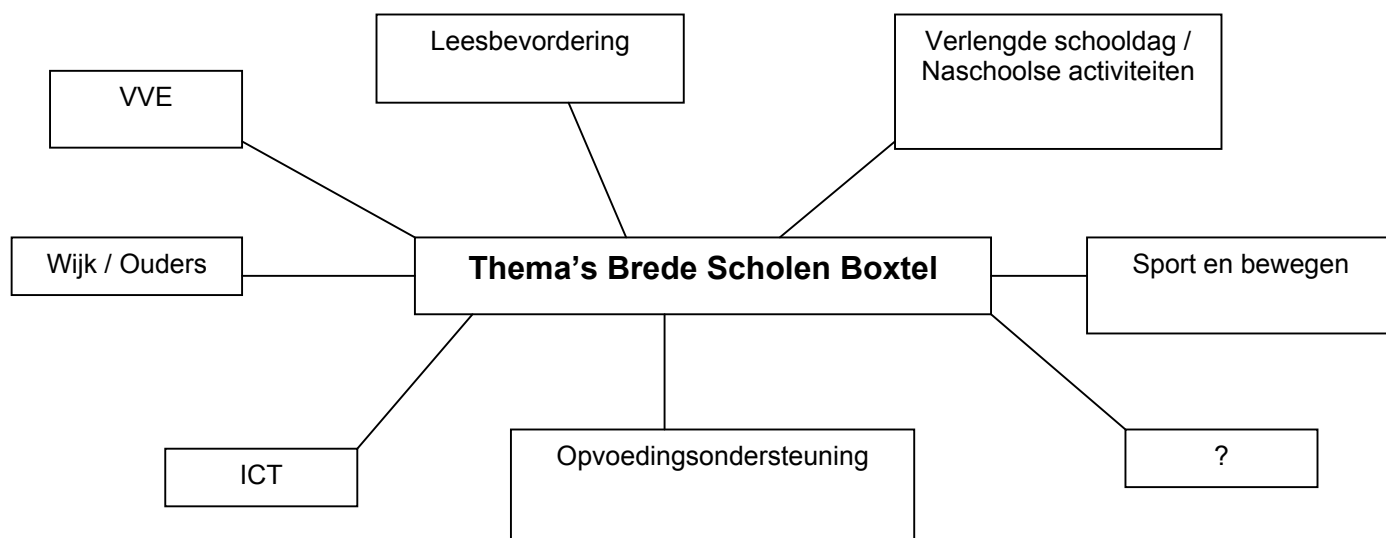 Leesbevordering
Verlengde schooldag /
Naschoolse activiteiten
VVE
Wijk / Ouders
Thema’s Brede Scholen Boxtel
Sport en bewegen
ICT
Opvoedingsondersteuning
?